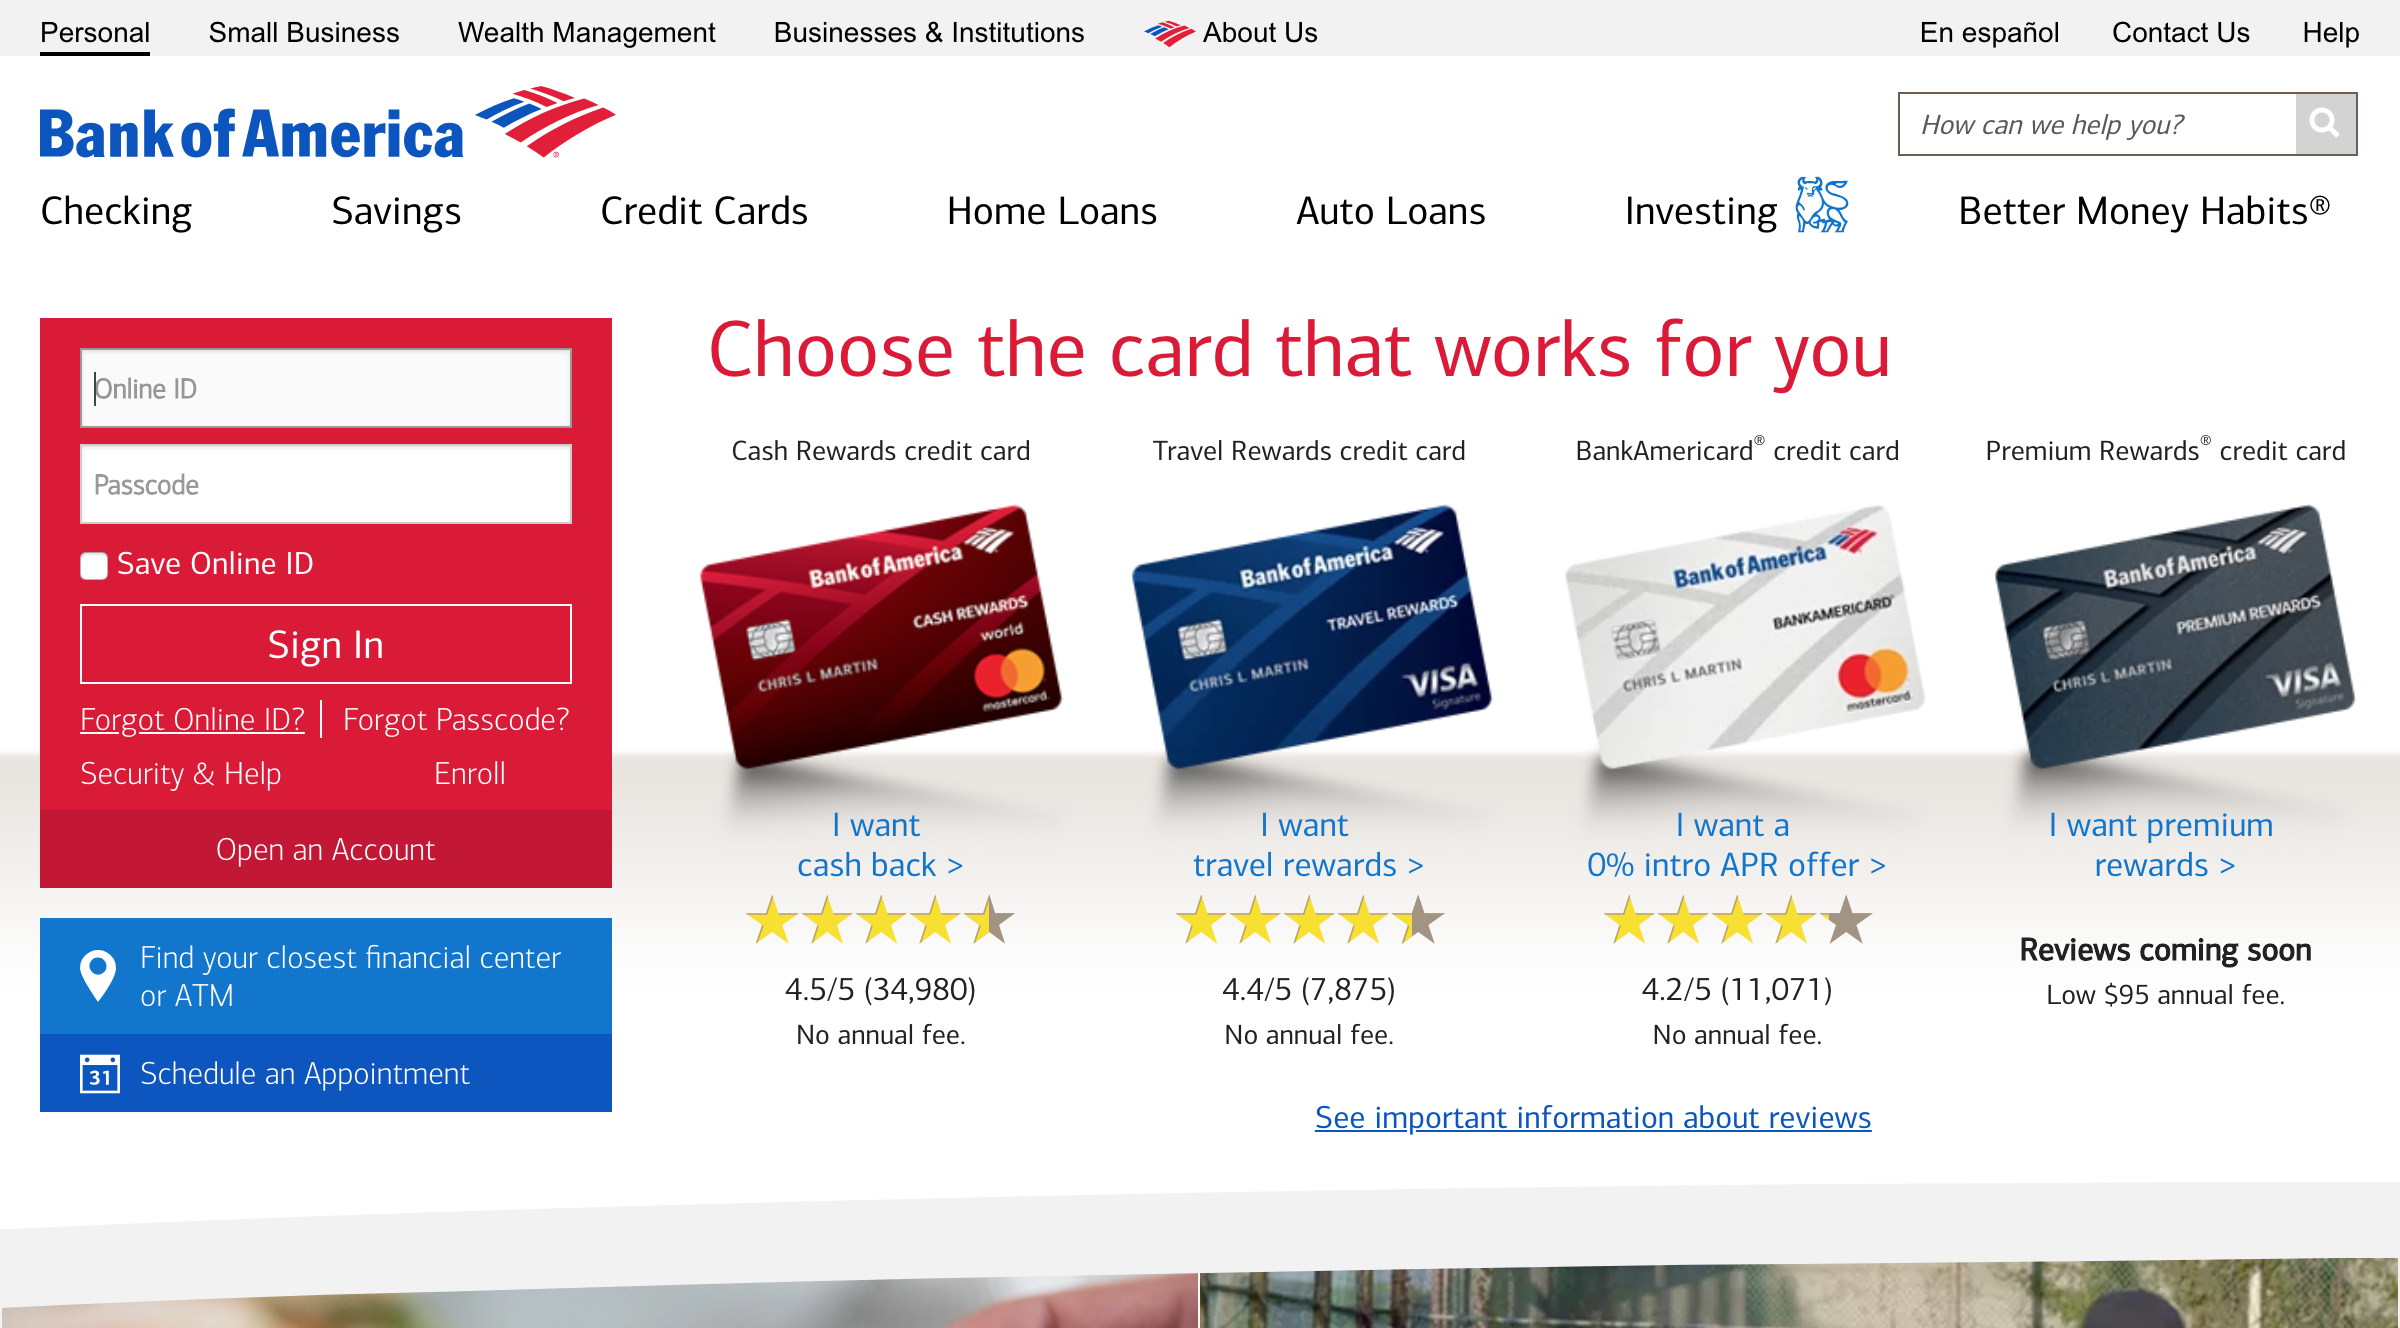 Personal
Small Business
Wealth Management
Businesses & Institutions
About Us
En español
Contact Us
Help
Bank of America
How can we help you?
Checking
Savings
Credit Cards
Home Loans
Auto Loans
Investing
Better Money Habits®
Online ID
Passcode
Save Online ID
Sign In
Forgot Online ID?
Forgot Passcode?
Security & Help
Enroll
Open an Account
Find your closest financial center
or ATM
31
Schedule an Appointment
Choose the card that works for you
Cash Rewards credit card
Bank of America
CASH REWARDS
world
CHRIS L MARTIN
mastercard
I want
cash back >
4.5/5 (34,980)
No annual fee.
Travel Rewards credit card
Bank of America
TRAVEL REWARDS
CHRIS L MARTIN
VISA
Signature
I want
travel rewards >
4.4/5 (7,875)
No annual fee.
BankAmericard® credit card
Bank of America
BANKAMERICARD
CHRIS L MARTIN
mastercard
I want a
0% intro APR offer >
4.2/5 (11,071)
No annual fee.
Premium Rewards® credit card
Bank of America
PREMIUM REWARDS
CHRIS L MARTIN
VISA
Signature
I want premium
rewards >
Reviews coming soon
Low $95 annual fee.
See important information about reviews